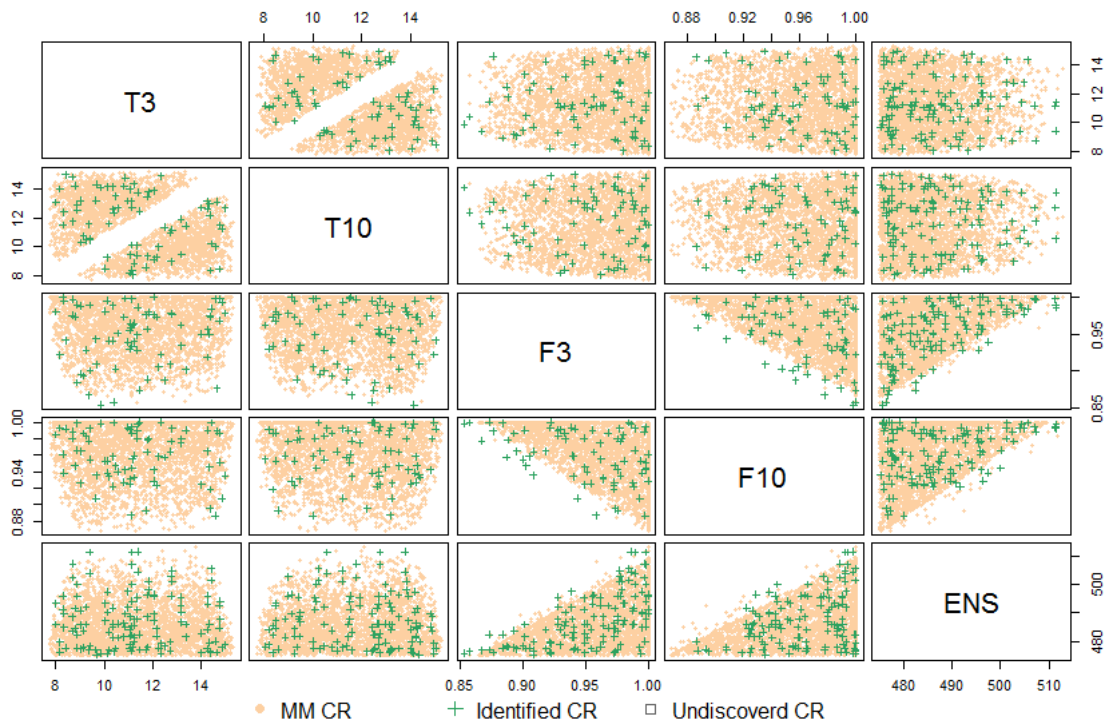 8 10 12 14 0.88 0.92 0.96 1.00
T3
8 10 12 14
8 10 12 14
T10
F3
0.85 0.95
0.88 0.94 1.00
F10
ENS
480 500
8 10 12 14 0.85 0.90 0.95 1.00 480 490 500 510
MM CR Identified CR Undiscoverd CR